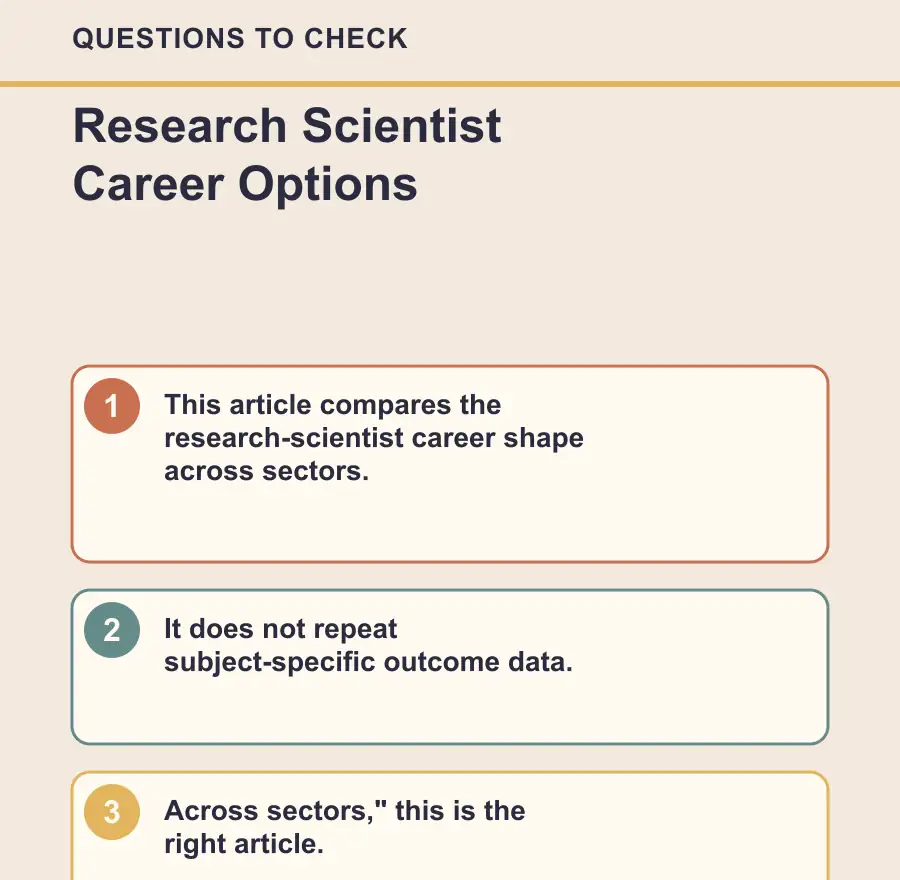 QUESTIONS TO CHECK
Research Scientist
Career Options
1
This article compares the
research-scientist career shape
across sectors.
2
It does not repeat
subject-specific outcome data.
3
Across sectors," this is the
right article.